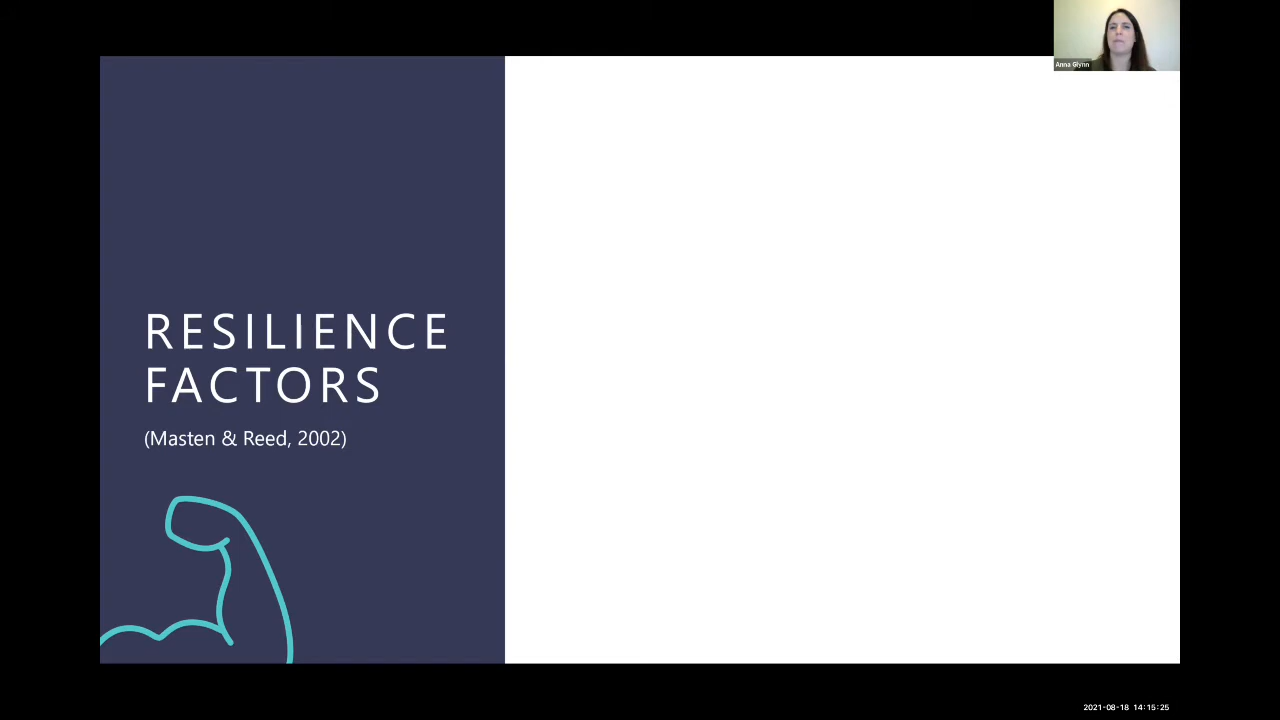 Anna Glynn
RESILIENCE
FACTORS
(Masten & Reed, 2002)
2021-08-18 14:15:25